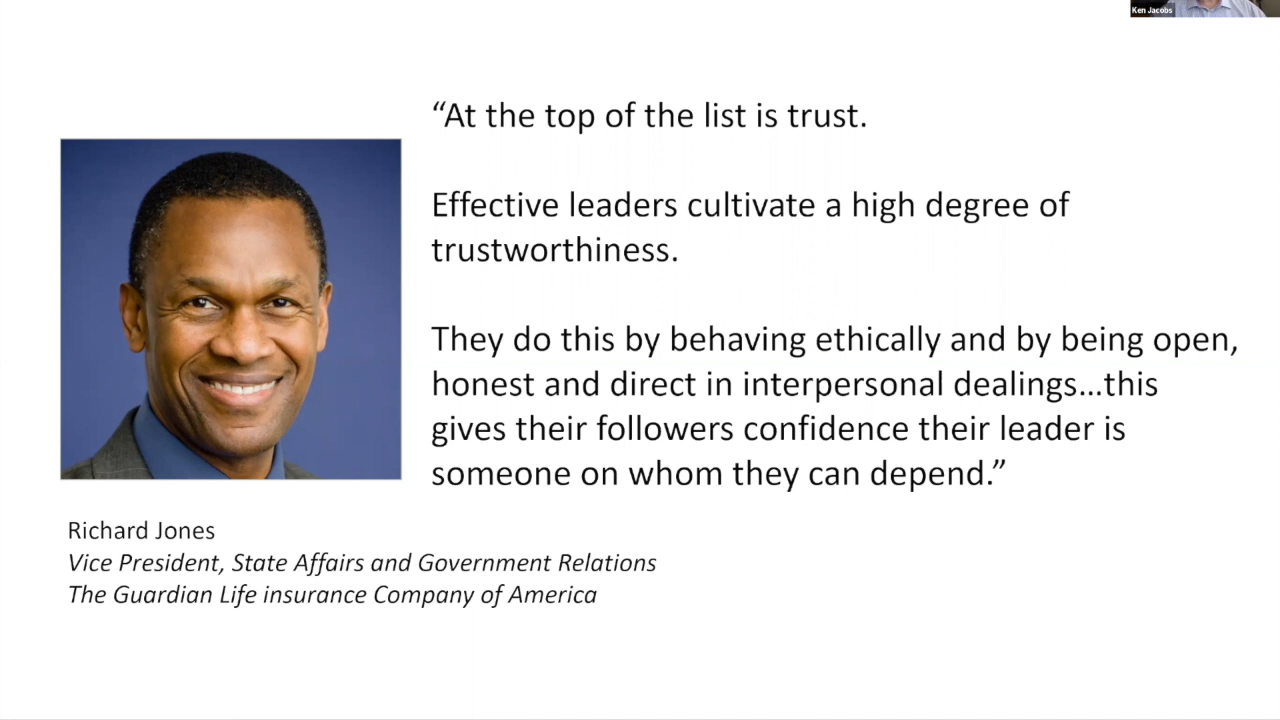 Ken Jacobs
“At the top of the list is trust.
Effective leaders cultivate a high degree of
trustworthiness.
They do this by behaving ethically and by being open,
honest and direct in interpersonal dealings...this
gives their followers confidence their leader is
someone on whom they can depend.”
Richard Jones
Vice President, State Affairs and Government Relations
The Guardian Life insurance Company of America